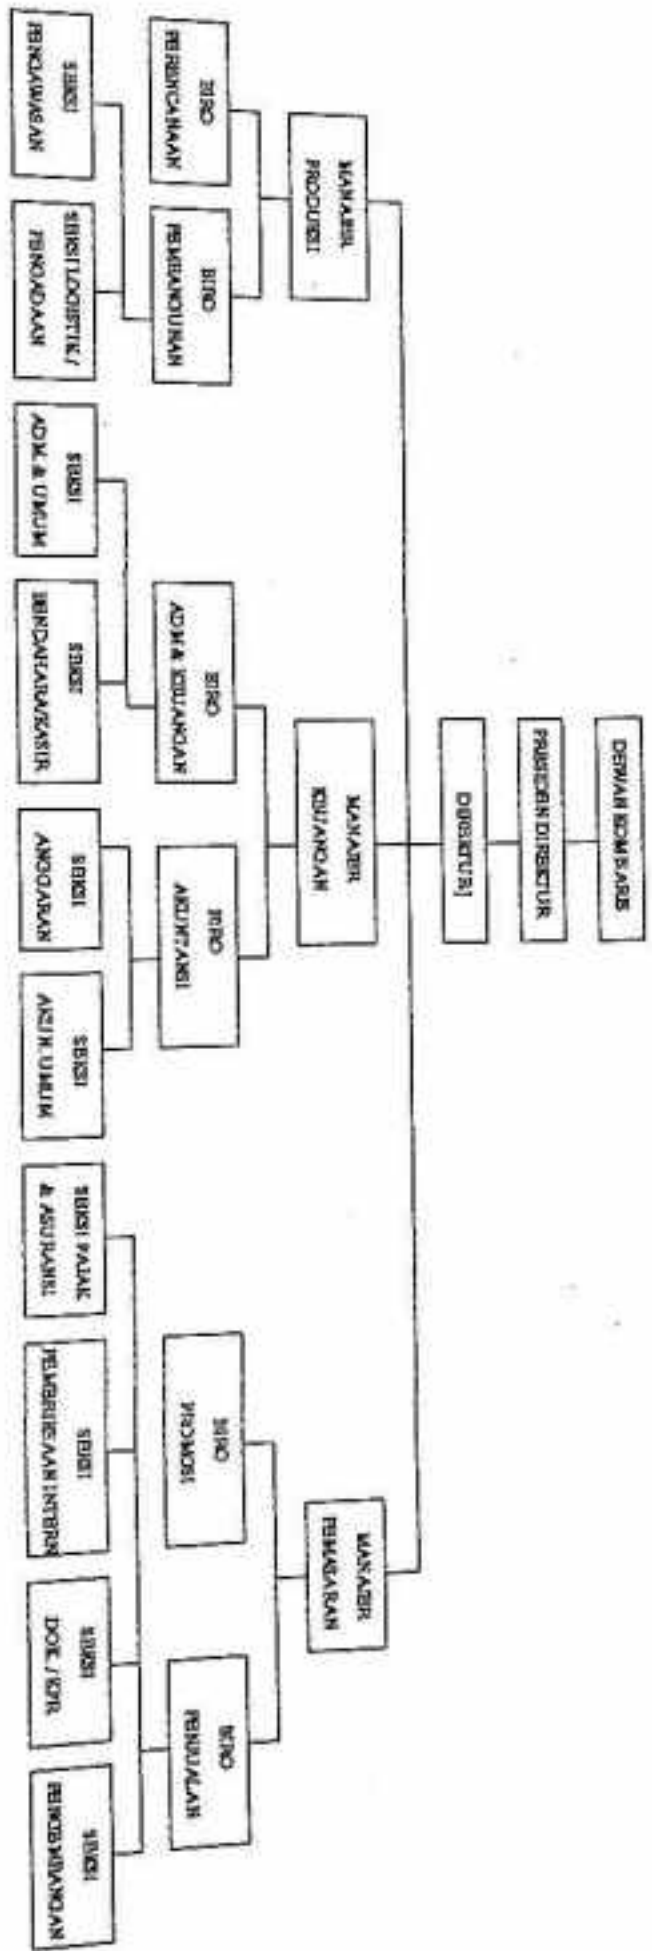 DEWAN KOMISARIS
PRESIDEN DIREKTUR
DIREKTUR I
MANAJER
PRODUKSI
MANAJER
KEUANGAN
MANAJER
PEMASARAN
BIRO
PERENCANAAN
BIRO
PEMBANGUNAN
BIRO
ADM & KEUANGAN
BIRO
AKUNTANSI
BIRO
PROMOSI
BIRO
PENJUALAN
SEKSI
PENGAWASAN
SEKSI LOGISTIK /
PENGADAAN
SEKSI
ADM & UMUM
SEKSI
BENDAHARA/KASIR
SEKSI
ANGGARAN
SEKSI
AKUN. UMUM
SEKSI PAJAK
& ASURANSI
SEKSI
PEMERIKSAAN INTERN
SEKSI
DOK / KPR
SEKSI
PENGEMBANGAN